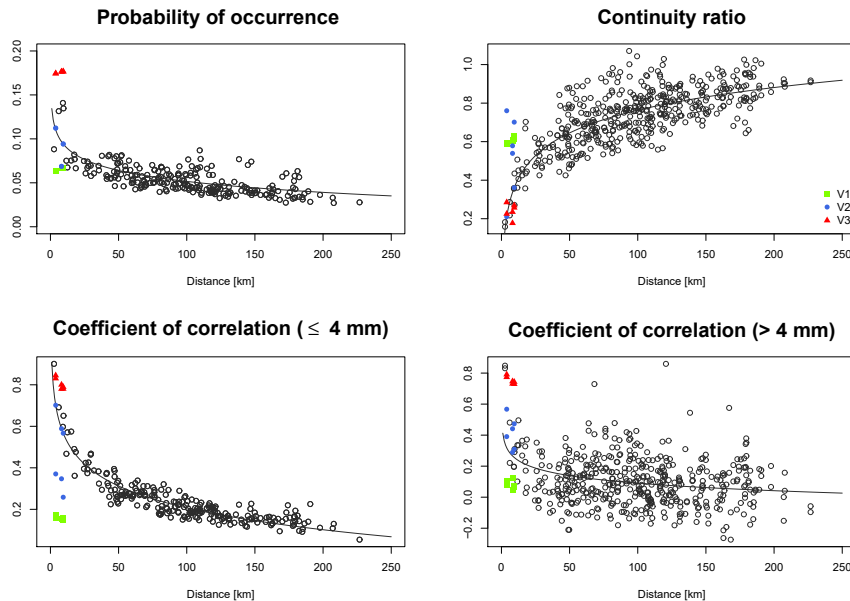 Probability of occurrence
0.00 0.05 0.10 0.15 0.20
0 50 100 150 200 250
Distance [km]
Continuity ratio
0.2 0.4 0.6 0.8 1.0
0 50 100 150 200 250
Distance [km]
V1
V2
V3
Coefficient of correlation ( ≤ 4 mm)
0.2 0.4 0.6 0.8
0 50 100 150 200 250
Distance [km]
Coefficient of correlation (> 4 mm)
-0.2 0.0 0.2 0.4 0.6 0.8
0 50 100 150 200 250
Distance [km]